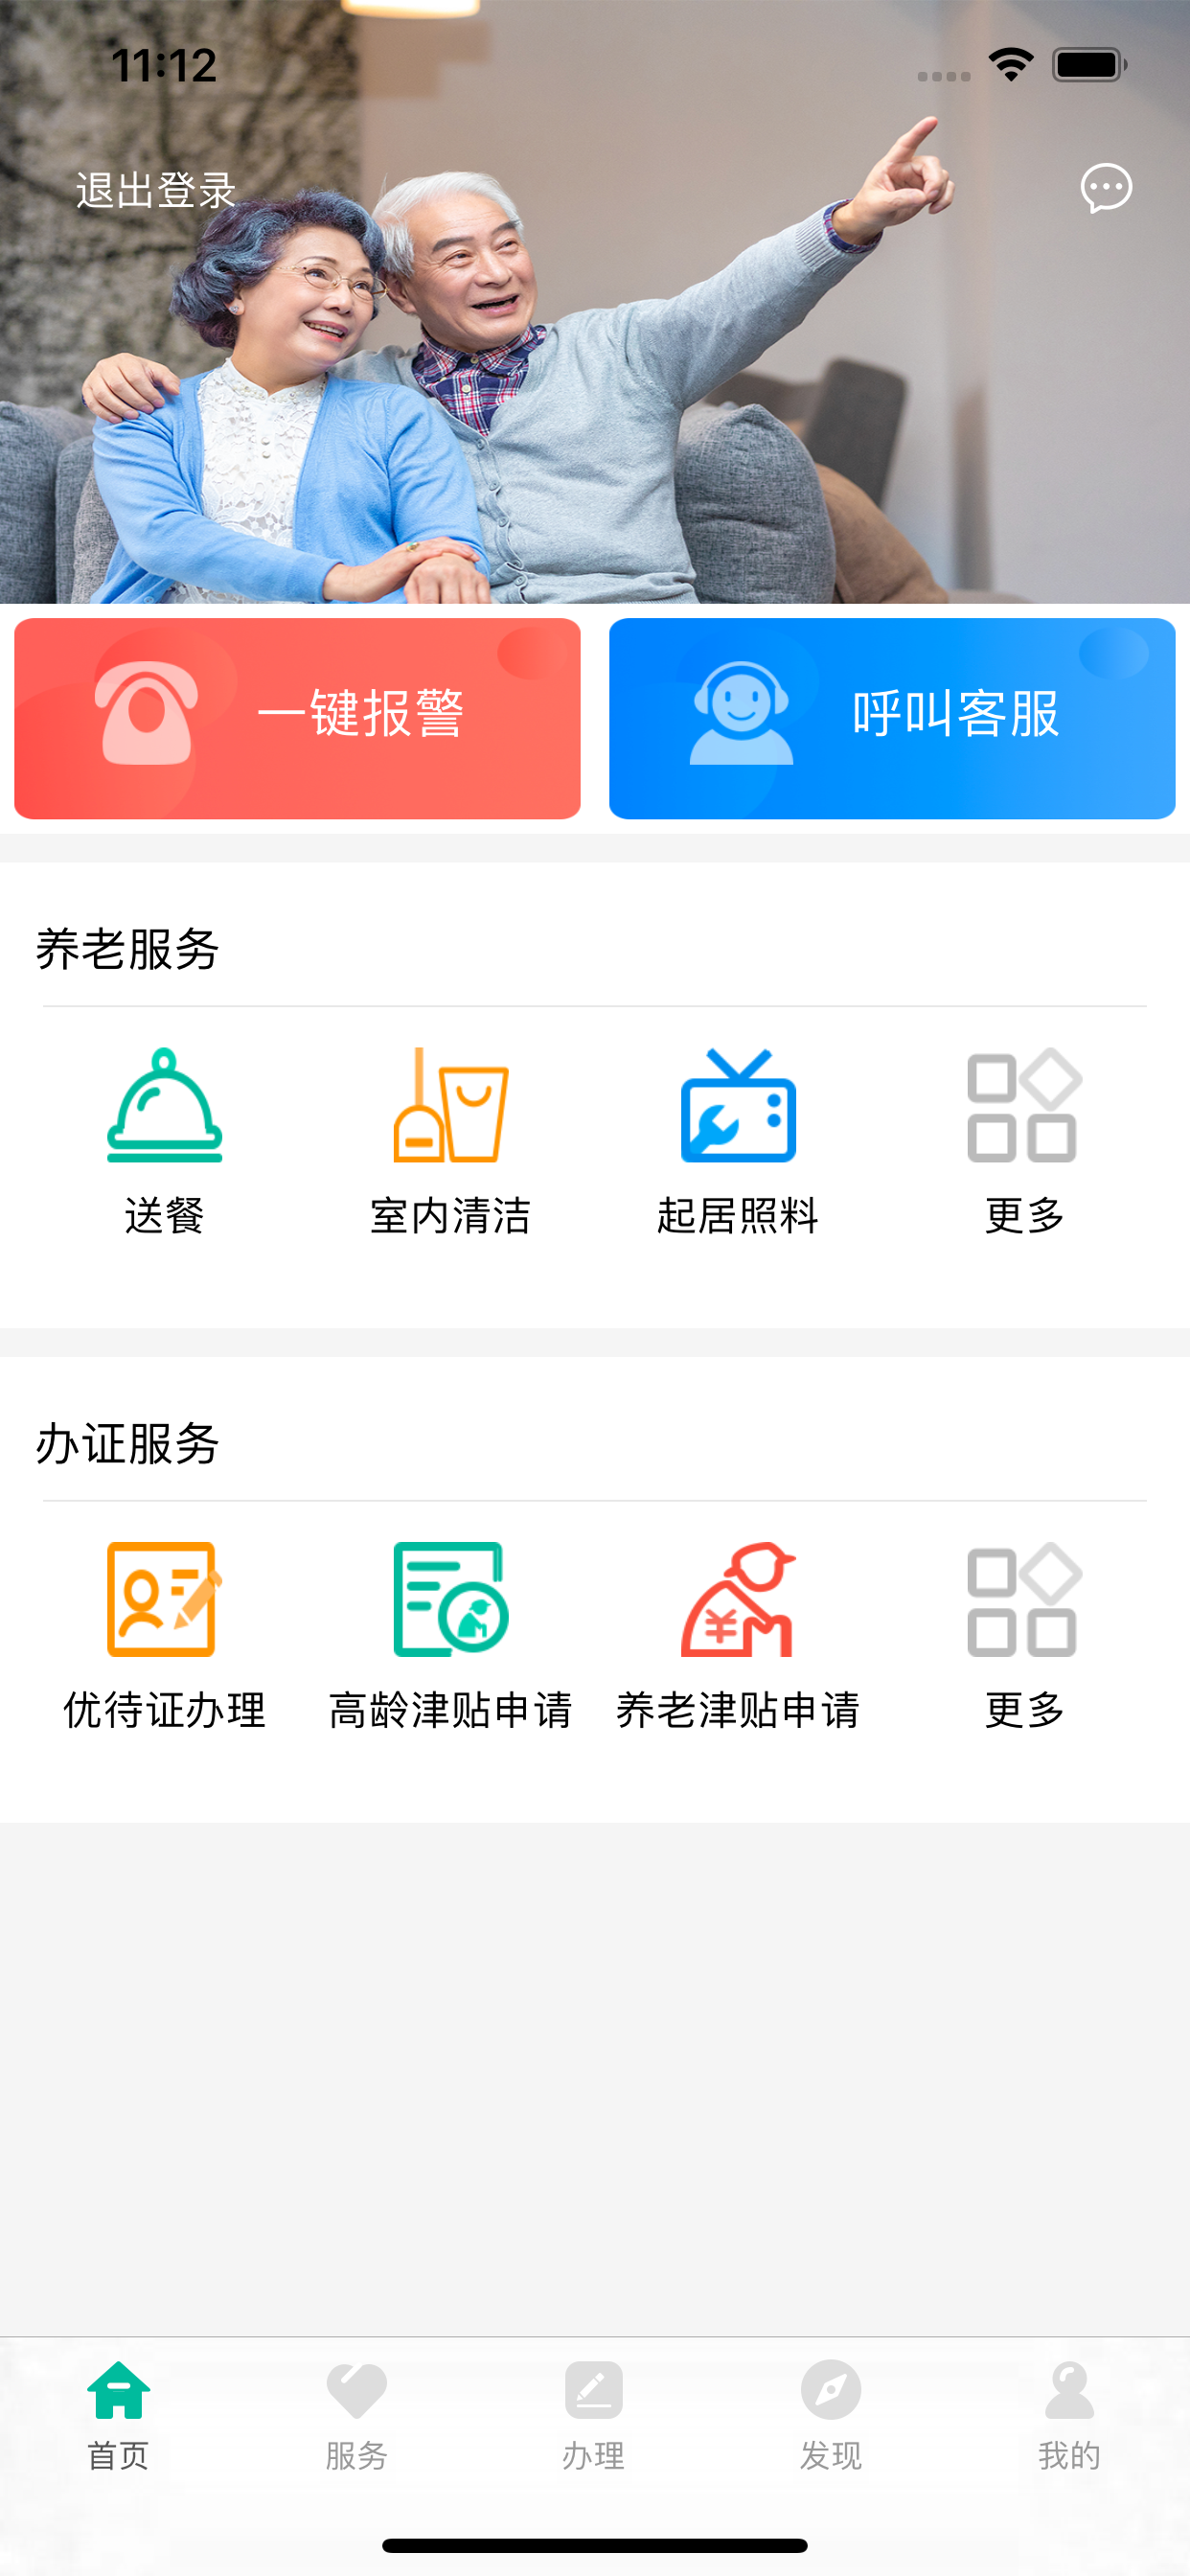 11:12
退出登录
一键报警
呼叫客服
养老服务
送餐 室内清洁 起居照料 更多
办证服务
优待证办理 高龄津贴申请 养老津贴申请 更多
首页 服务 办理 发现 我的